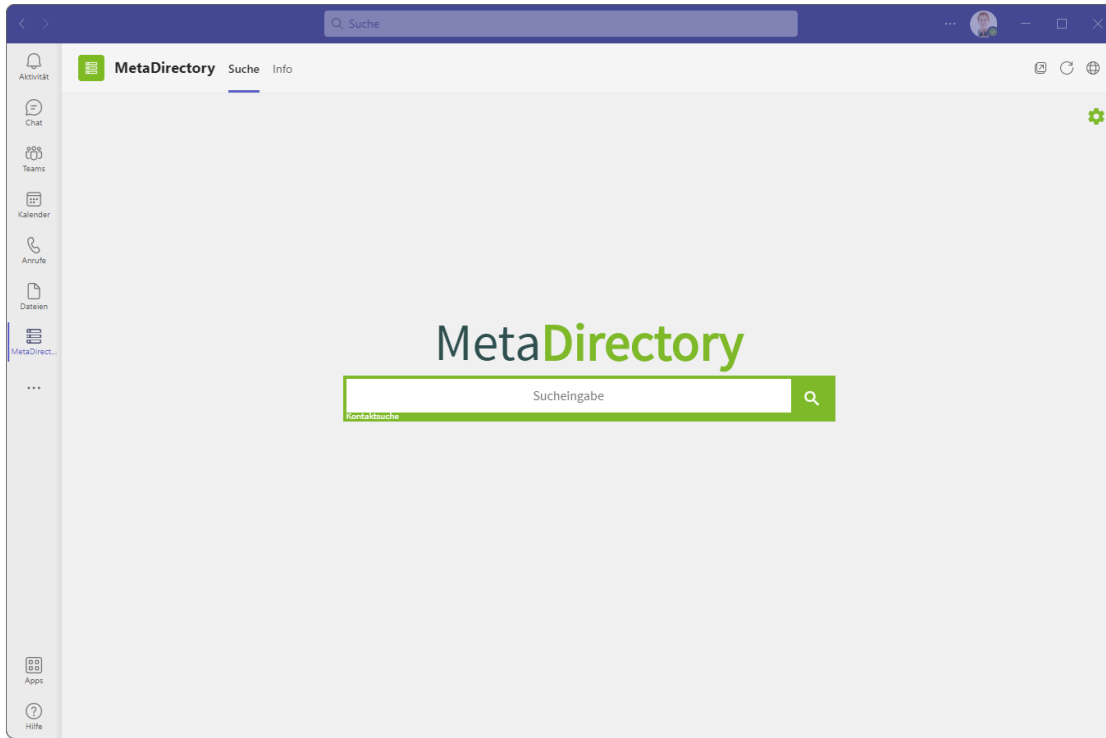 Suche
Aktivität
MetaDirectory Suche Info
Chat
Teams
Kalender
Anrufe
Dateien
MetaDirect...
MetaDirectory
Sucheingabe
Kontaktsuche
Apps
Hilfe